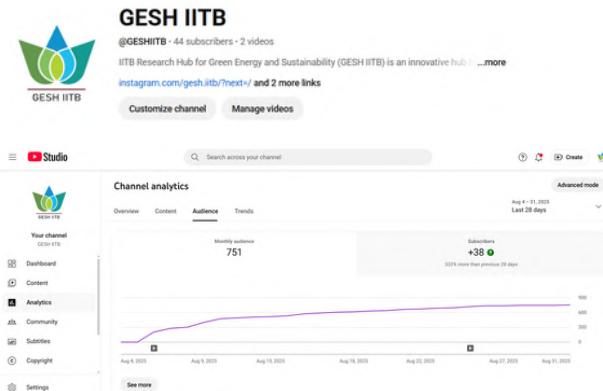 GESH IITB
@GESHIITB · 44 subscribers · 2 videos
IITB Research Hub for Green Energy and Sustainability (GESH IITB) is an innovative hub ...more
instagram.com/gesh.iitb/?next=/ and 2 more links
Customize channel Manage videos
GESH IITB
Studio
Search across your channel
Create
Channel analytics
Advanced mode
Overview Content Audience Trends
Aug 4 – 31, 2025
Last 28 days
GESH IITB
Your channel
GESH IITB
Dashboard
Content
Analytics
Community
Subtitles
Copyright
Settings
Monthly audience
751
Subscribers
+38
more than previous 28 days
900
600
300
0
Aug 4, 2025 Aug 9, 2025 Aug 13, 2025 Aug 18, 2025 Aug 22, 2025 Aug 27, 2025 Aug 31, 2025
See more